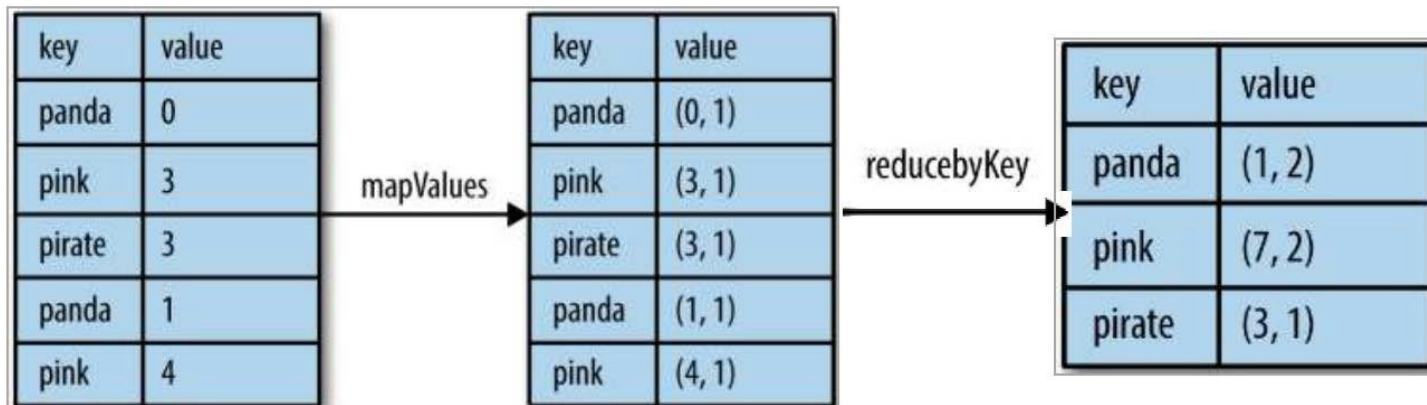 key value
panda 0
pink 3
pirate 3
panda 1
pink 4
mapValues
key value
panda (0, 1)
pink (3, 1)
pirate (3, 1)
panda (1, 1)
pink (4, 1)
reducebyKey
key value
panda (1, 2)
pink (7, 2)
pirate (3, 1)